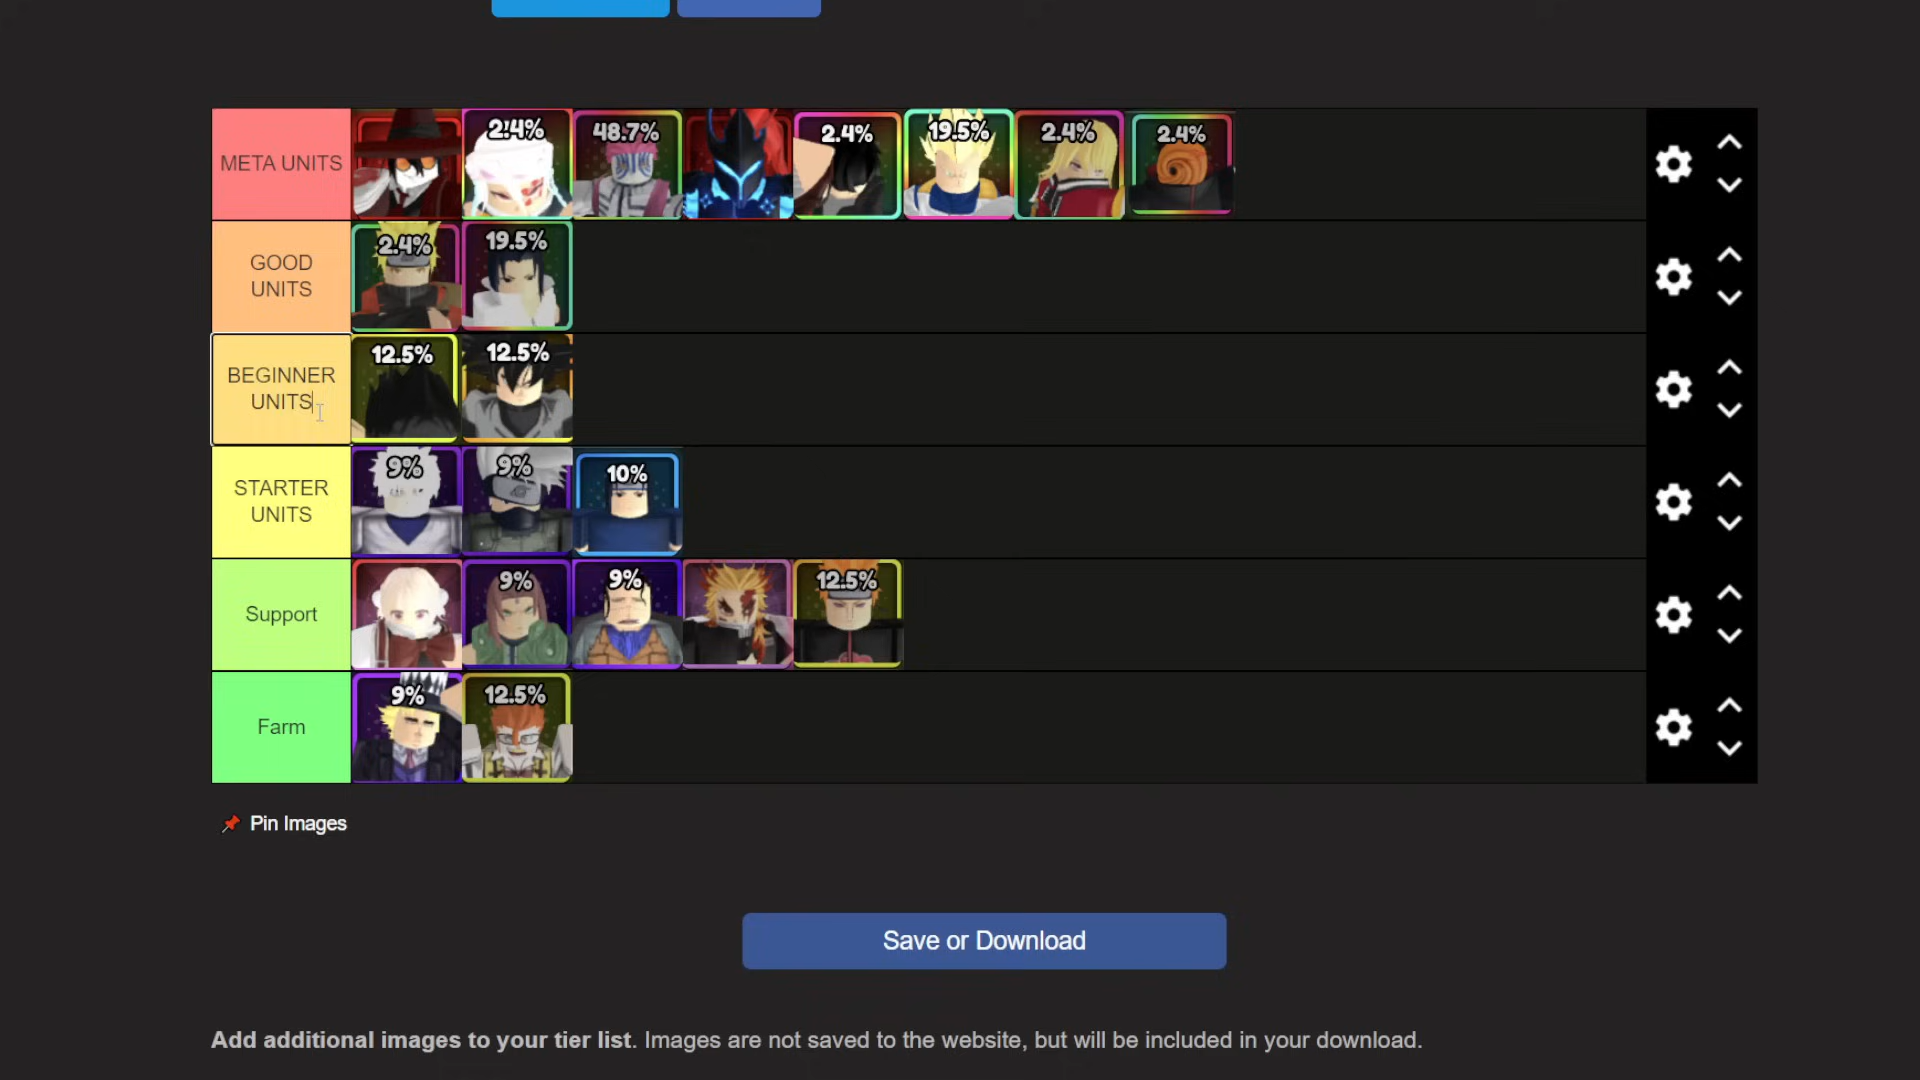 META UNITS
2.4%
48.7%
2.4%
19.5%
2.4%
2.4%
GOOD
UNITS
2.4%
19.5%
BEGINNER
UNITS
12.5%
12.5%
STARTER
UNITS
9%
9%
10%
Support
9%
9%
12.5%
Farm
9%
12.5%
Pin Images
Save or Download
Add additional images to your tier list. Images are not saved to the website, but will be included in your download.